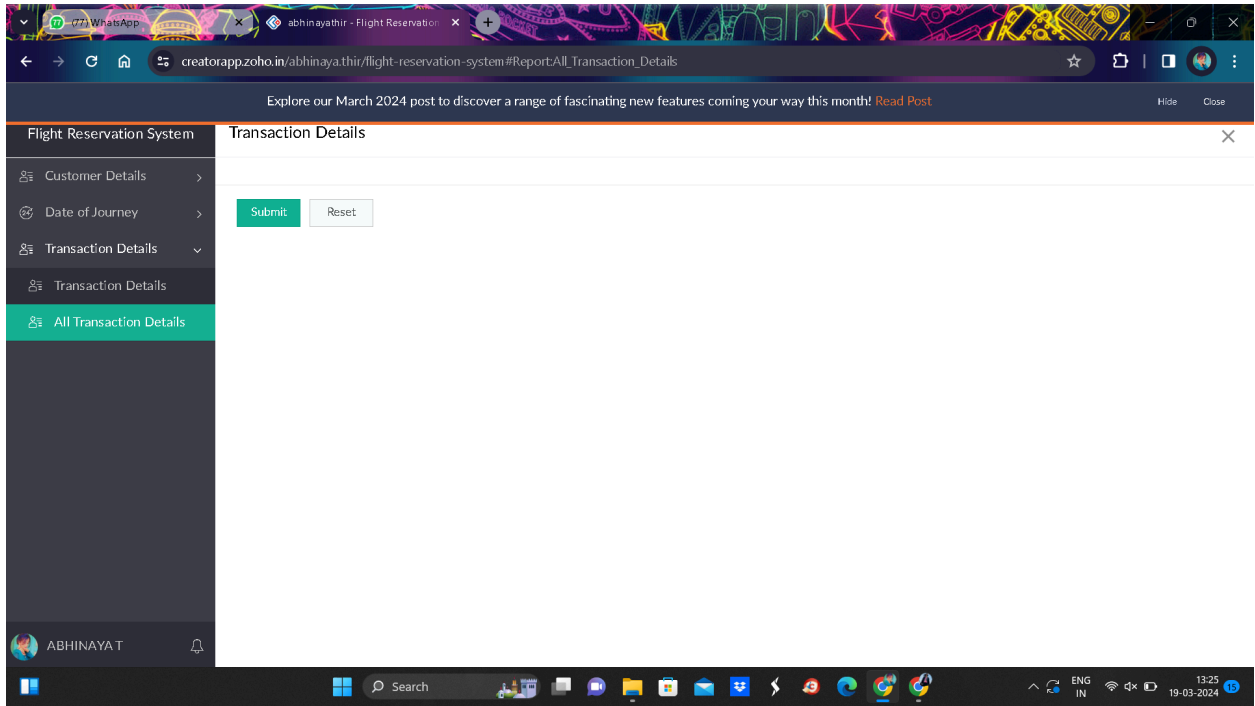 (77) WhatsApp
abhinayathir - Flight Reservation
creatorapp.zoho.in/abhinaya.thir/flight-reservation-system#Report:All_Transaction_Details
Explore our March 2024 post to discover a range of fascinating new features coming your way this month! Read Post
Hide
Close
Flight Reservation System
Transaction Details
Customer Details
Date of Journey
Submit
Reset
Transaction Details
Transaction Details
All Transaction Details
ABHINAYA T
Search
ENG
IN
13:25
19-03-2024
15